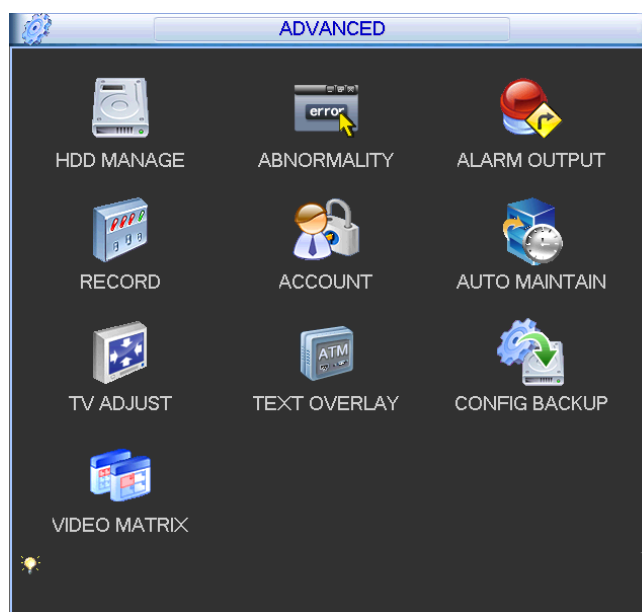 ADVANCED
error
HDD MANAGE
ABNORMALITY
ALARM OUTPUT
RECORD
ACCOUNT
AUTO MAINTAIN
ATM
TV ADJUST
TEXT OVERLAY
CONFIG BACKUP
VIDEO MATRIX